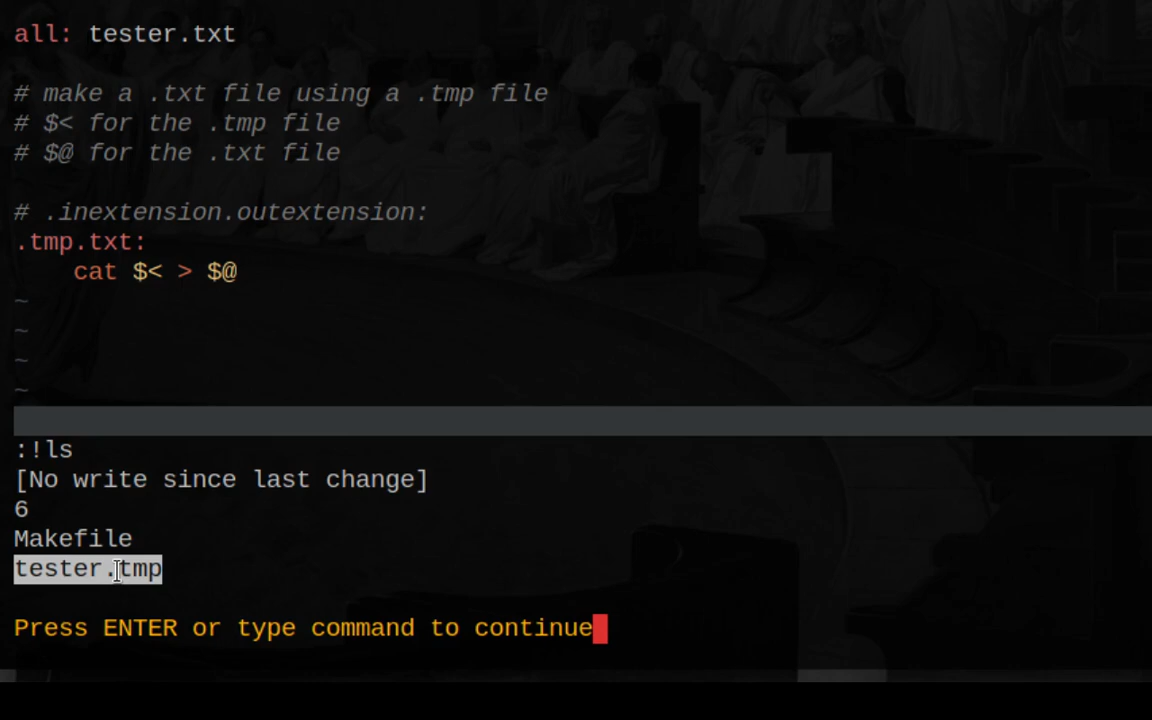 all: tester.txt
# make a .txt file using a .tmp file
# $< for the .tmp file
# $@ for the .txt file
# .inextension.outextension:
.tmp.txt:
    cat $< > $@
~
~
~
~
:!ls
[No write since last change]
6
Makefile
tester.tmp
Press ENTER or type command to continue